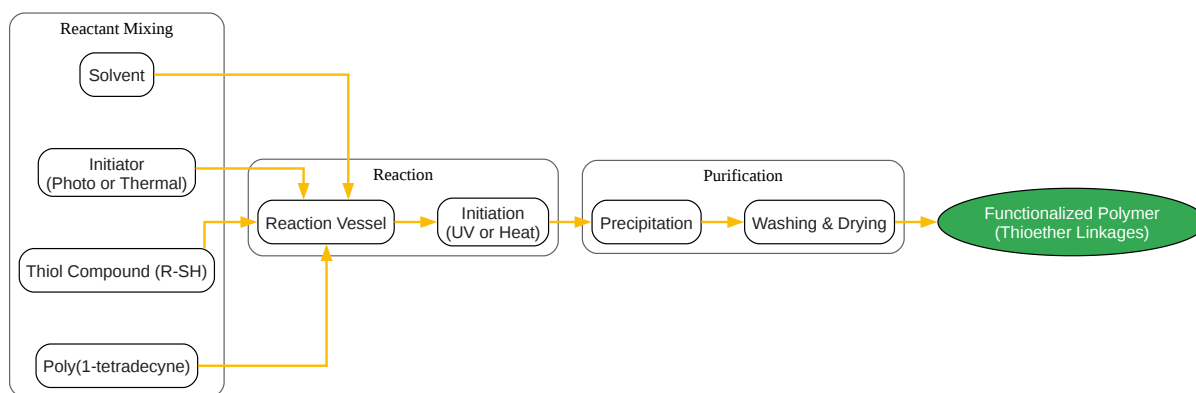 Reactant Mixing
Solvent
Initiator
(Photo or Thermal)
Thiol Compound (R-SH)
Poly(1-tetradecyne)
Reaction
Reaction Vessel
Initiation
(UV or Heat)
Purification
Precipitation
Washing & Drying
Functionalized Polymer
(Thioether Linkages)